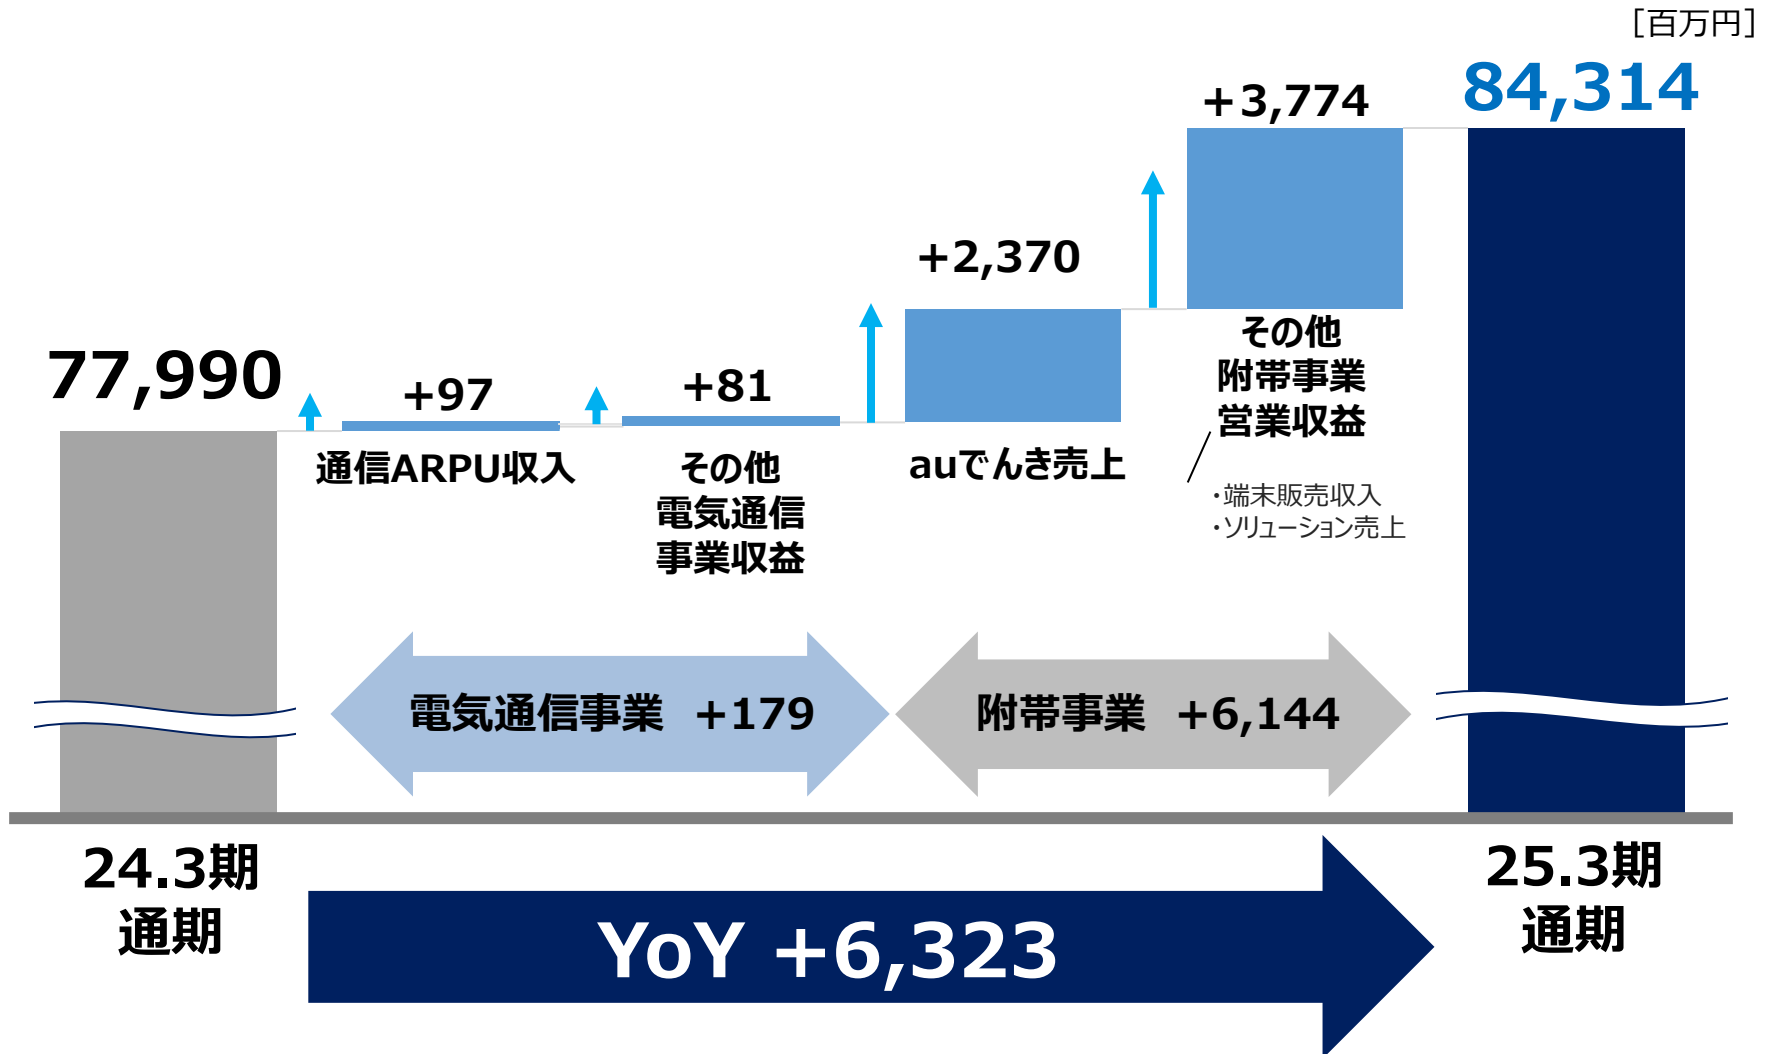 ［百万円］
84,314
+3,774
+2,370
77,990
+97
+81
その他
附帯事業
営業収益
・端末販売収入
・ソリューション売上
通信ARPU収入
その他
電気通信
事業収益
auでんき売上
電気通信事業 +179
附帯事業 +6,144
24.3期
通期
25.3期
通期
YoY +6,323